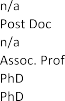 n/a
Post Doc
n/a
Assoc. Prof
PhD
PhD